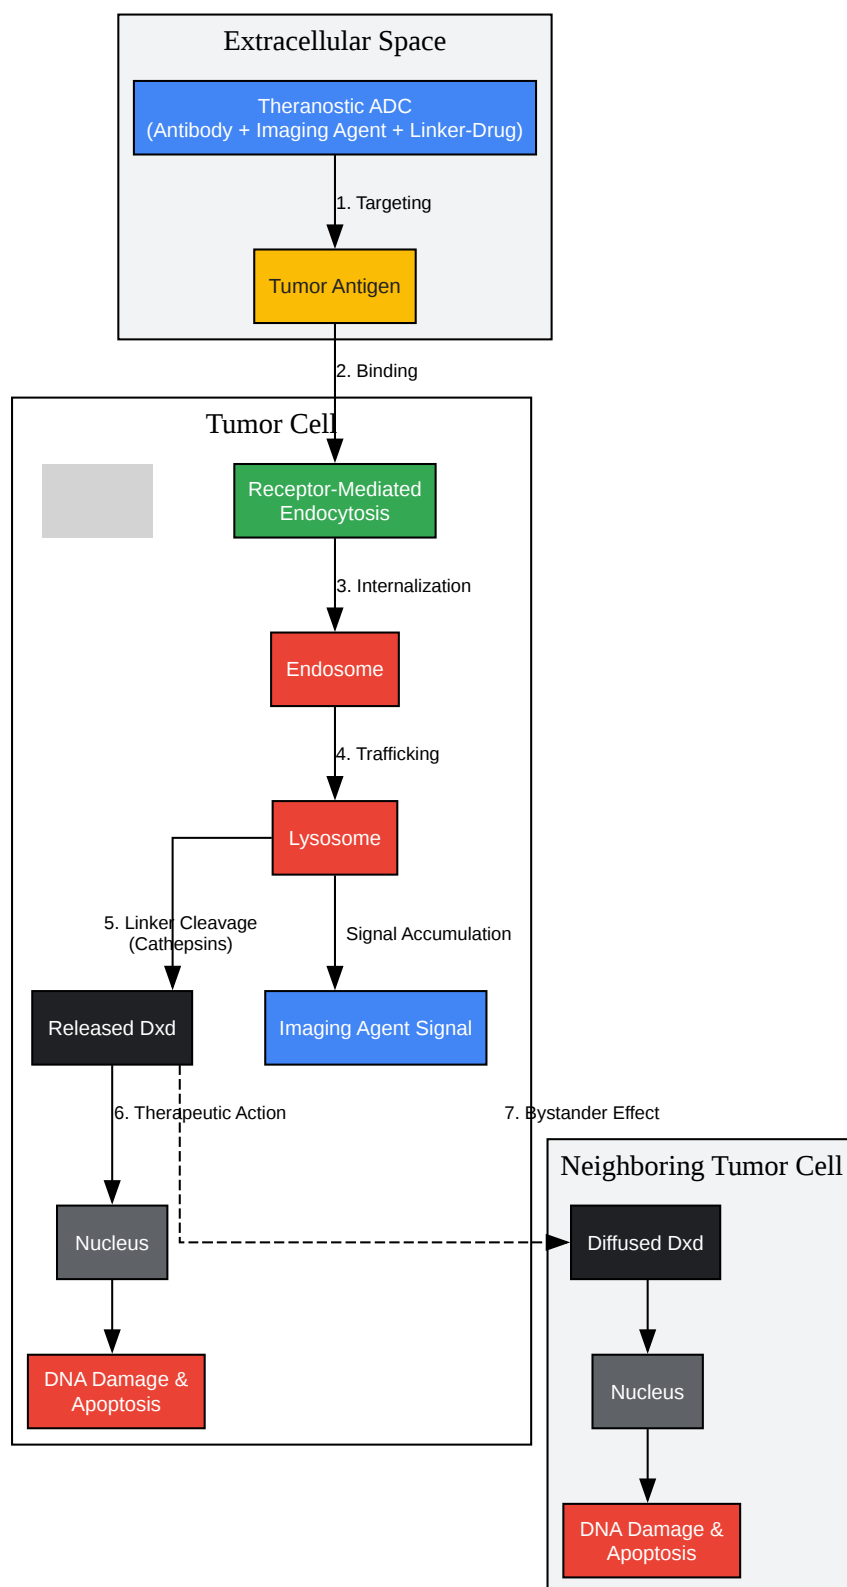 Extracellular Space
Theranostic ADC
(Antibody + Imaging Agent + Linker-Drug)
1. Targeting
Tumor Antigen
2. Binding
Tumor Cell
Receptor-Mediated
Endocytosis
3. Internalization
Endosome
4. Trafficking
Lysosome
5. Linker Cleavage
(Cathepsins)
Signal Accumulation
Released Dxd
Imaging Agent Signal
6. Therapeutic Action
7. Bystander Effect
Neighboring Tumor Cell
Nucleus
Diffused Dxd
DNA Damage &
Apoptosis
Nucleus
DNA Damage &
Apoptosis